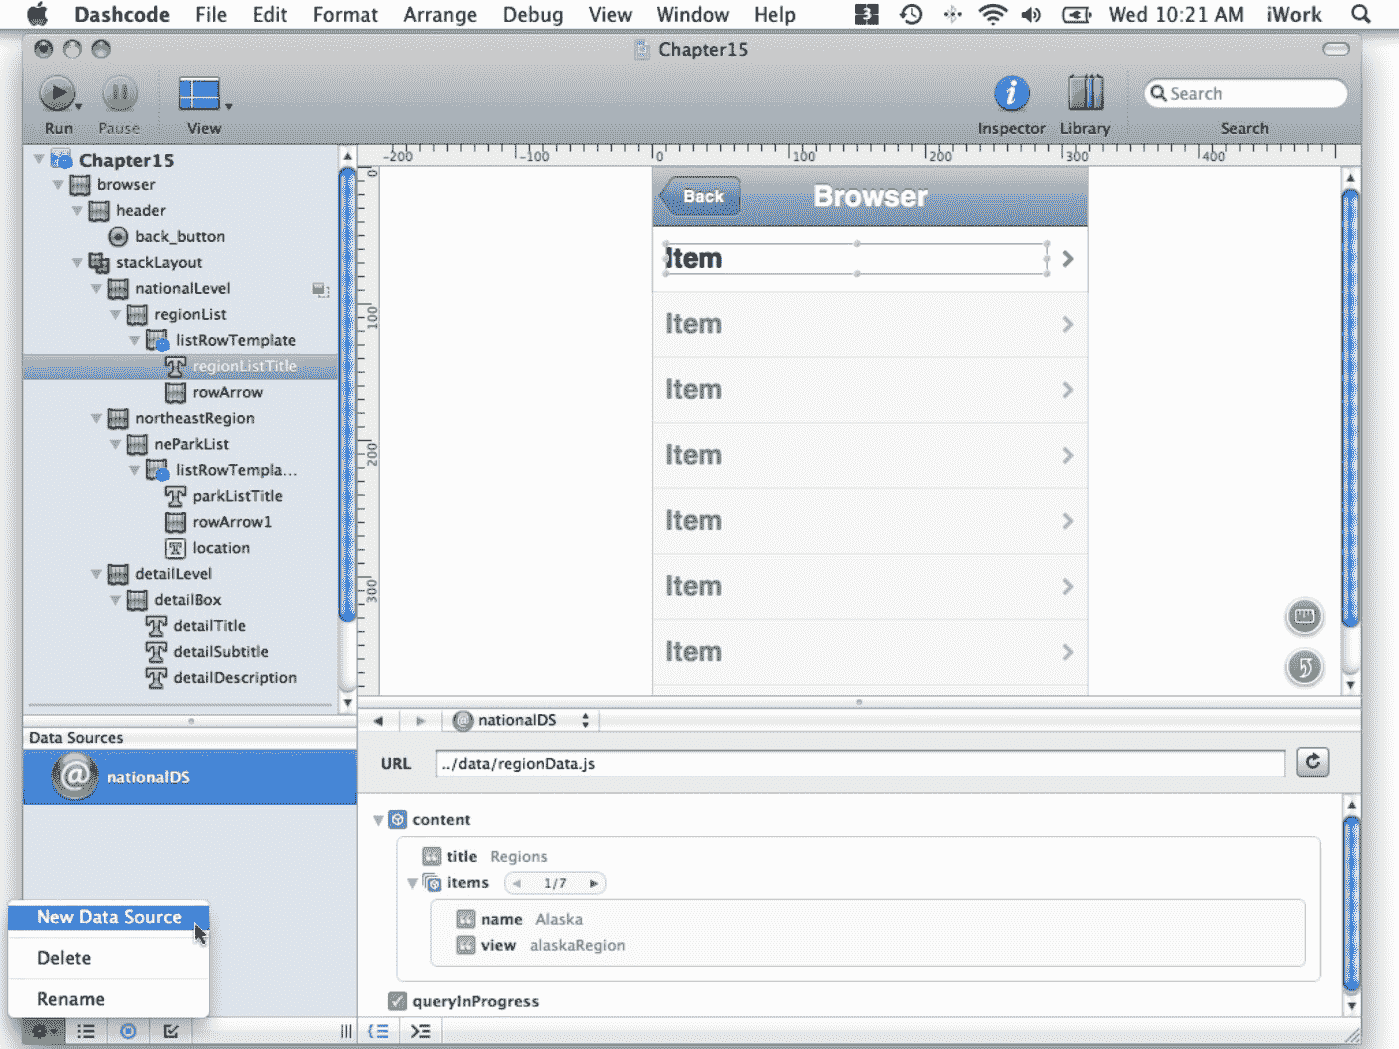 Dashcode File Edit Format Arrange Debug View Window Help 3 Wed 10:21 AM iWork
Chapter15
Run Pause View Inspector Library Search
Search
Chapter15
browser
header
back_button
stackLayout
nationalLevel
regionList
listRowTemplate
regionListTitle
rowArrow
northeastRegion
neParkList
listRowTempla...
parkListTitle
rowArrow1
location
detailLevel
detailBox
detailTitle
detailSubtitle
detailDescription
-200 -100 0 100 200 300 400
0
100
200
300
Back Browser
Item
Item
Item
Item
Item
Item
Item
Data Sources
nationalDS
New Data Source
Delete
Rename
nationalDS
URL ../data/regionData.js
content
title Regions
items 1/7
name Alaska
view alaskaRegion
queryInProgress